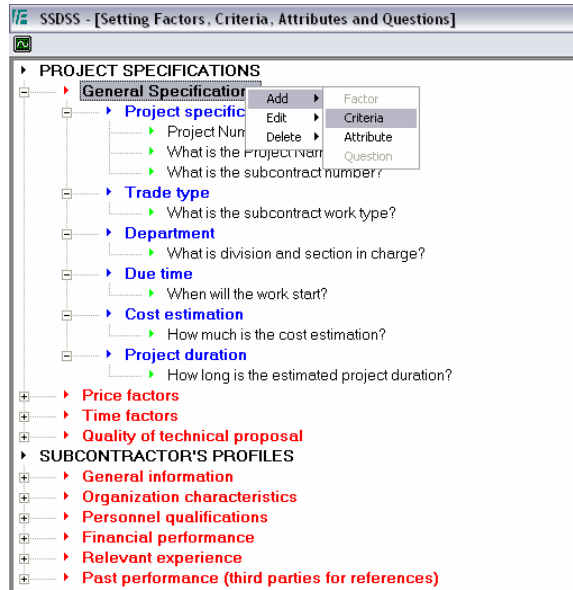 SSDSS - [Setting Factors, Criteria, Attributes and Questions]
PROJECT SPECIFICATIONS
General Specification
Add
Edit
Delete
Factor
Criteria
Attribute
Question
Project specific
Project Num
What is the Project Nam
What is the subcontract number?
Trade type
What is the subcontract work type?
Department
What is division and section in charge?
Due time
When will the work start?
Cost estimation
How much is the cost estimation?
Project duration
How long is the estimated project duration?
Price factors
Time factors
Quality of technical proposal
SUBCONTRACTOR'S PROFILES
General information
Organization characteristics
Personnel qualifications
Financial performance
Relevant experience
Past performance (third parties for references)